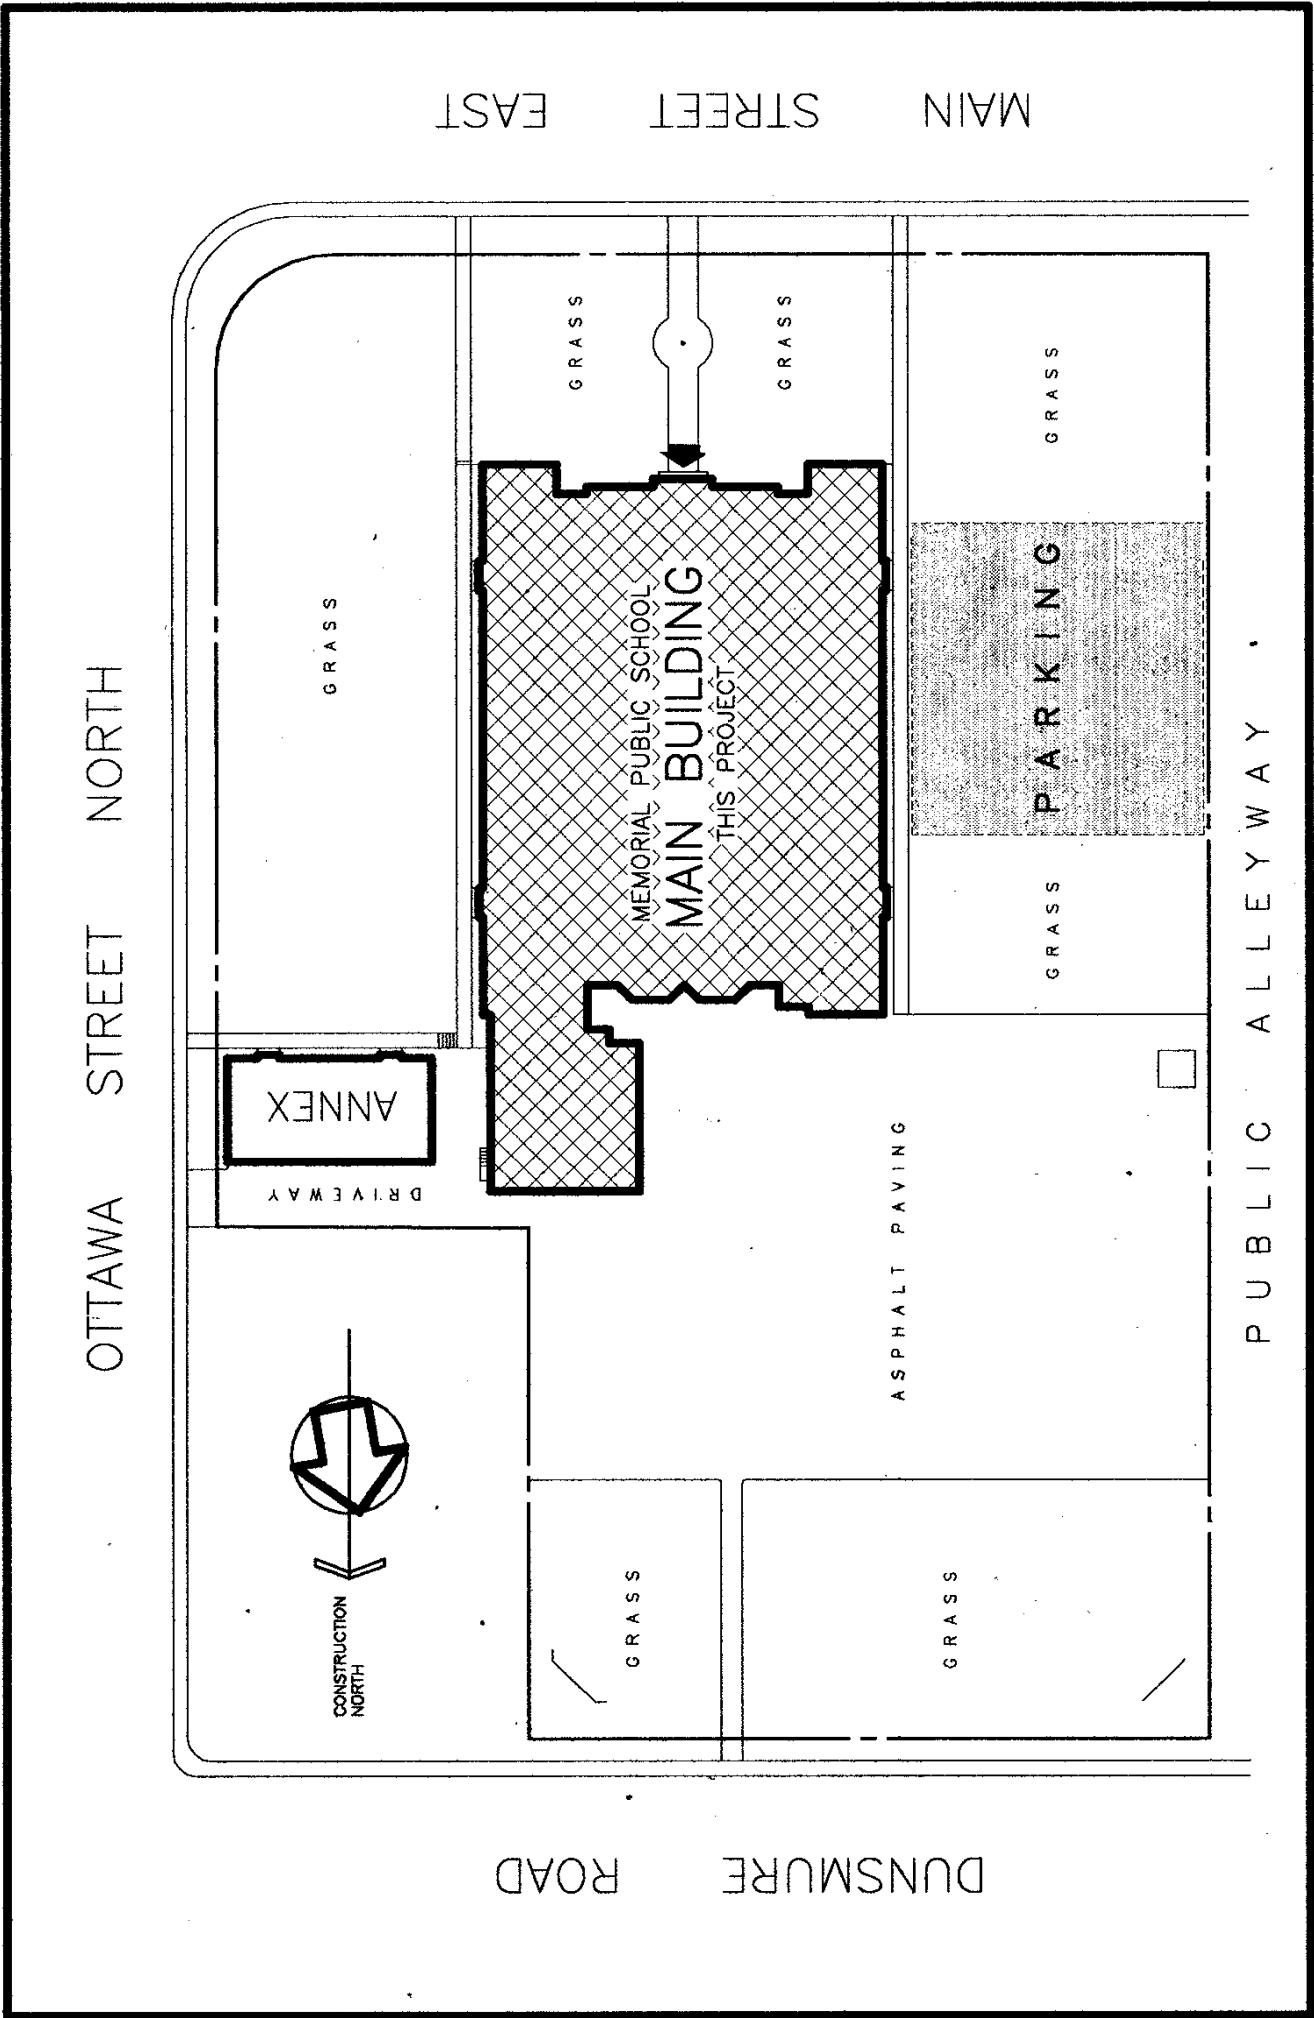 MAIN STREET EAST
OTTAWA STREET NORTH
GRASS
GRASS
GRASS
GRASS
MEMORIAL PUBLIC SCHOOL
MAIN BUILDING
THIS PROJECT
PARKING
GRASS
ANNEX
DRIVEWAY
ASPHALT PAVING
PUBLIC ALLEYWAY
CONSTRUCTION
NORTH
GRASS
GRASS
DUNSMURE ROAD